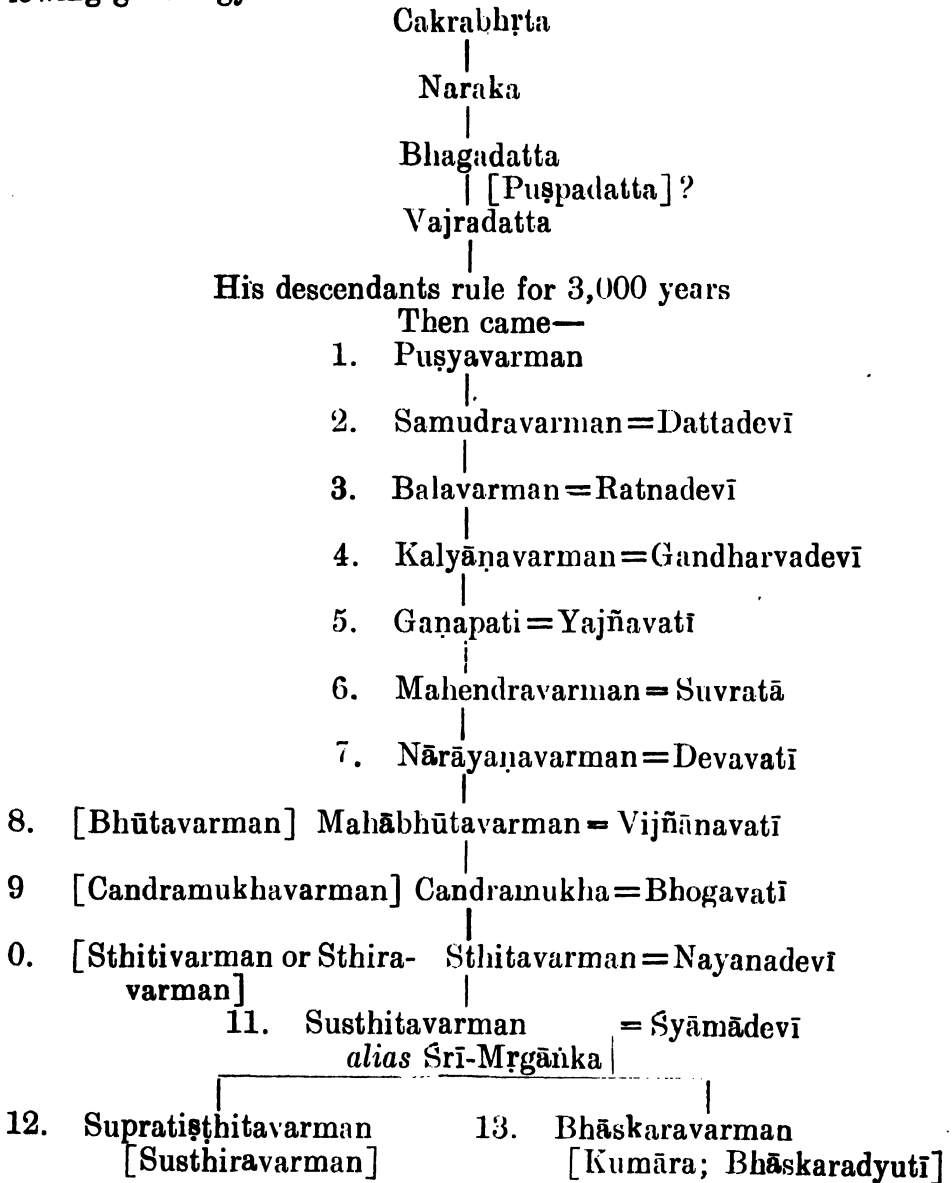 Cakrabhṛta
Naraka
Bhagadatta
[Puṣpadatta] ?
Vajradatta
His descendants rule for 3,000 years
Then came—
1. Puṣyavarman
2. Samudravarman=Dattadevī
3. Balavarman=Ratnadevī
4. Kalyāṇavarman=Gandharvadevī
5. Gaṇapati=Yajñavatī
6. Mahendravarman=Suvratā
7. Nārāyaṇavarman=Devavatī
8. [Bhūtavarman] Mahābhūtavarman=Vijñānavatī
9 [Candramukhavarman] Candramukha=Bhogavatī
0. [Sthitivarman or Sthira- Sthitavarman=Nayanadevī
varman]
11. Susthitavarman = Śyāmādevī
alias Śrī-Mṛgāṅka
12. Supratiṣṭhitavarman 13. Bhāskaravarman
[Susthiravarman] [Kumāra; Bhāskaradyutī]